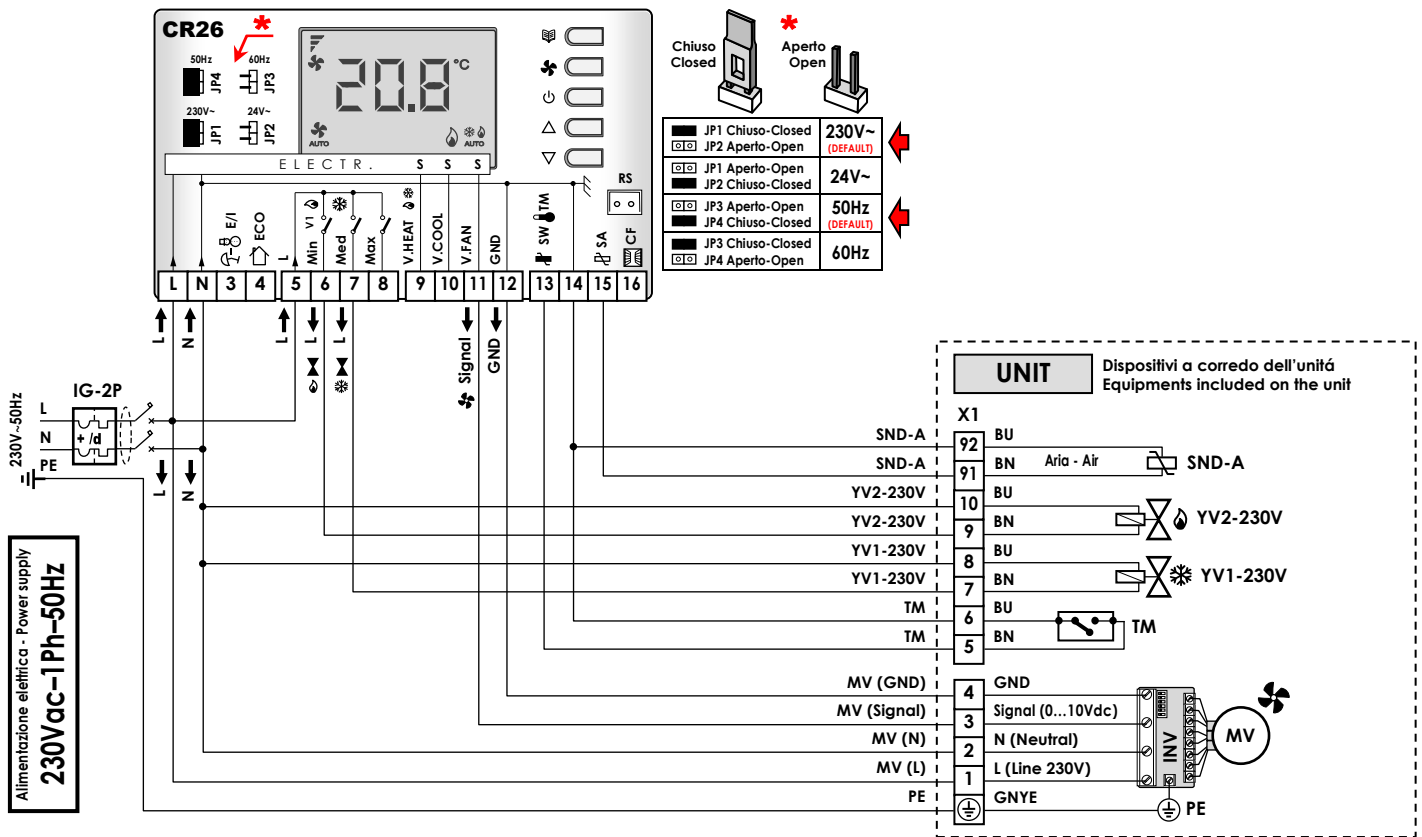 CR26
*
50Hz
60Hz
JP4
JP3
230V~
24V~
JP1
JP2
20.8 °C
AUTO
AUTO
ELECTR.
S S S
E/I
ECO
L
Min V1
Med
Max
V.HEAT
V.COOL
V.FAN
GND
SW TM
SA
CF
RS
L N 3 4 5 6 7 8 9 10 11 12 13 14 15 16
Chiuso
Closed
*
Aperto
Open
JP1 Chiuso-Closed
JP2 Aperto-Open
230V~
(DEFAULT)
JP1 Aperto-Open
JP2 Chiuso-Closed
24V~
JP3 Aperto-Open
JP4 Chiuso-Closed
50Hz
(DEFAULT)
JP3 Chiuso-Closed
JP4 Aperto-Open
60Hz
L
N
L
L
L
Signal
GND
IG-2P
230V~50Hz
L
N
PE
+ /d
L
N
Alimentazione elettrica - Power supply
230Vac–1Ph–50Hz
UNIT
Dispositivi a corredo dell'unitá
Equipments included on the unit
X1
SND-A 92 BU
SND-A 91 BN
Aria - Air
SND-A
YV2-230V 10 BU
YV2-230V 9 BN
YV2-230V
YV1-230V 8 BU
YV1-230V 7 BN
YV1-230V
TM 6 BU
TM 5 BN
TM
MV (GND) 4 GND
MV (Signal) 3 Signal (0...10Vdc)
MV (N) 2 N (Neutral)
MV (L) 1 L (Line 230V)
PE GNYE
PE
INV
MV